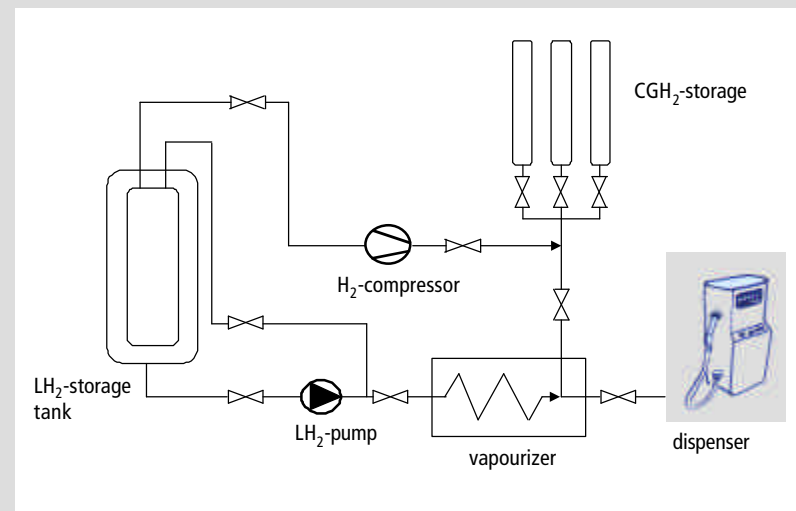 CGH₂-storage
H₂-compressor
LH₂-storage
tank
LH₂-pump
vapourizer
dispenser